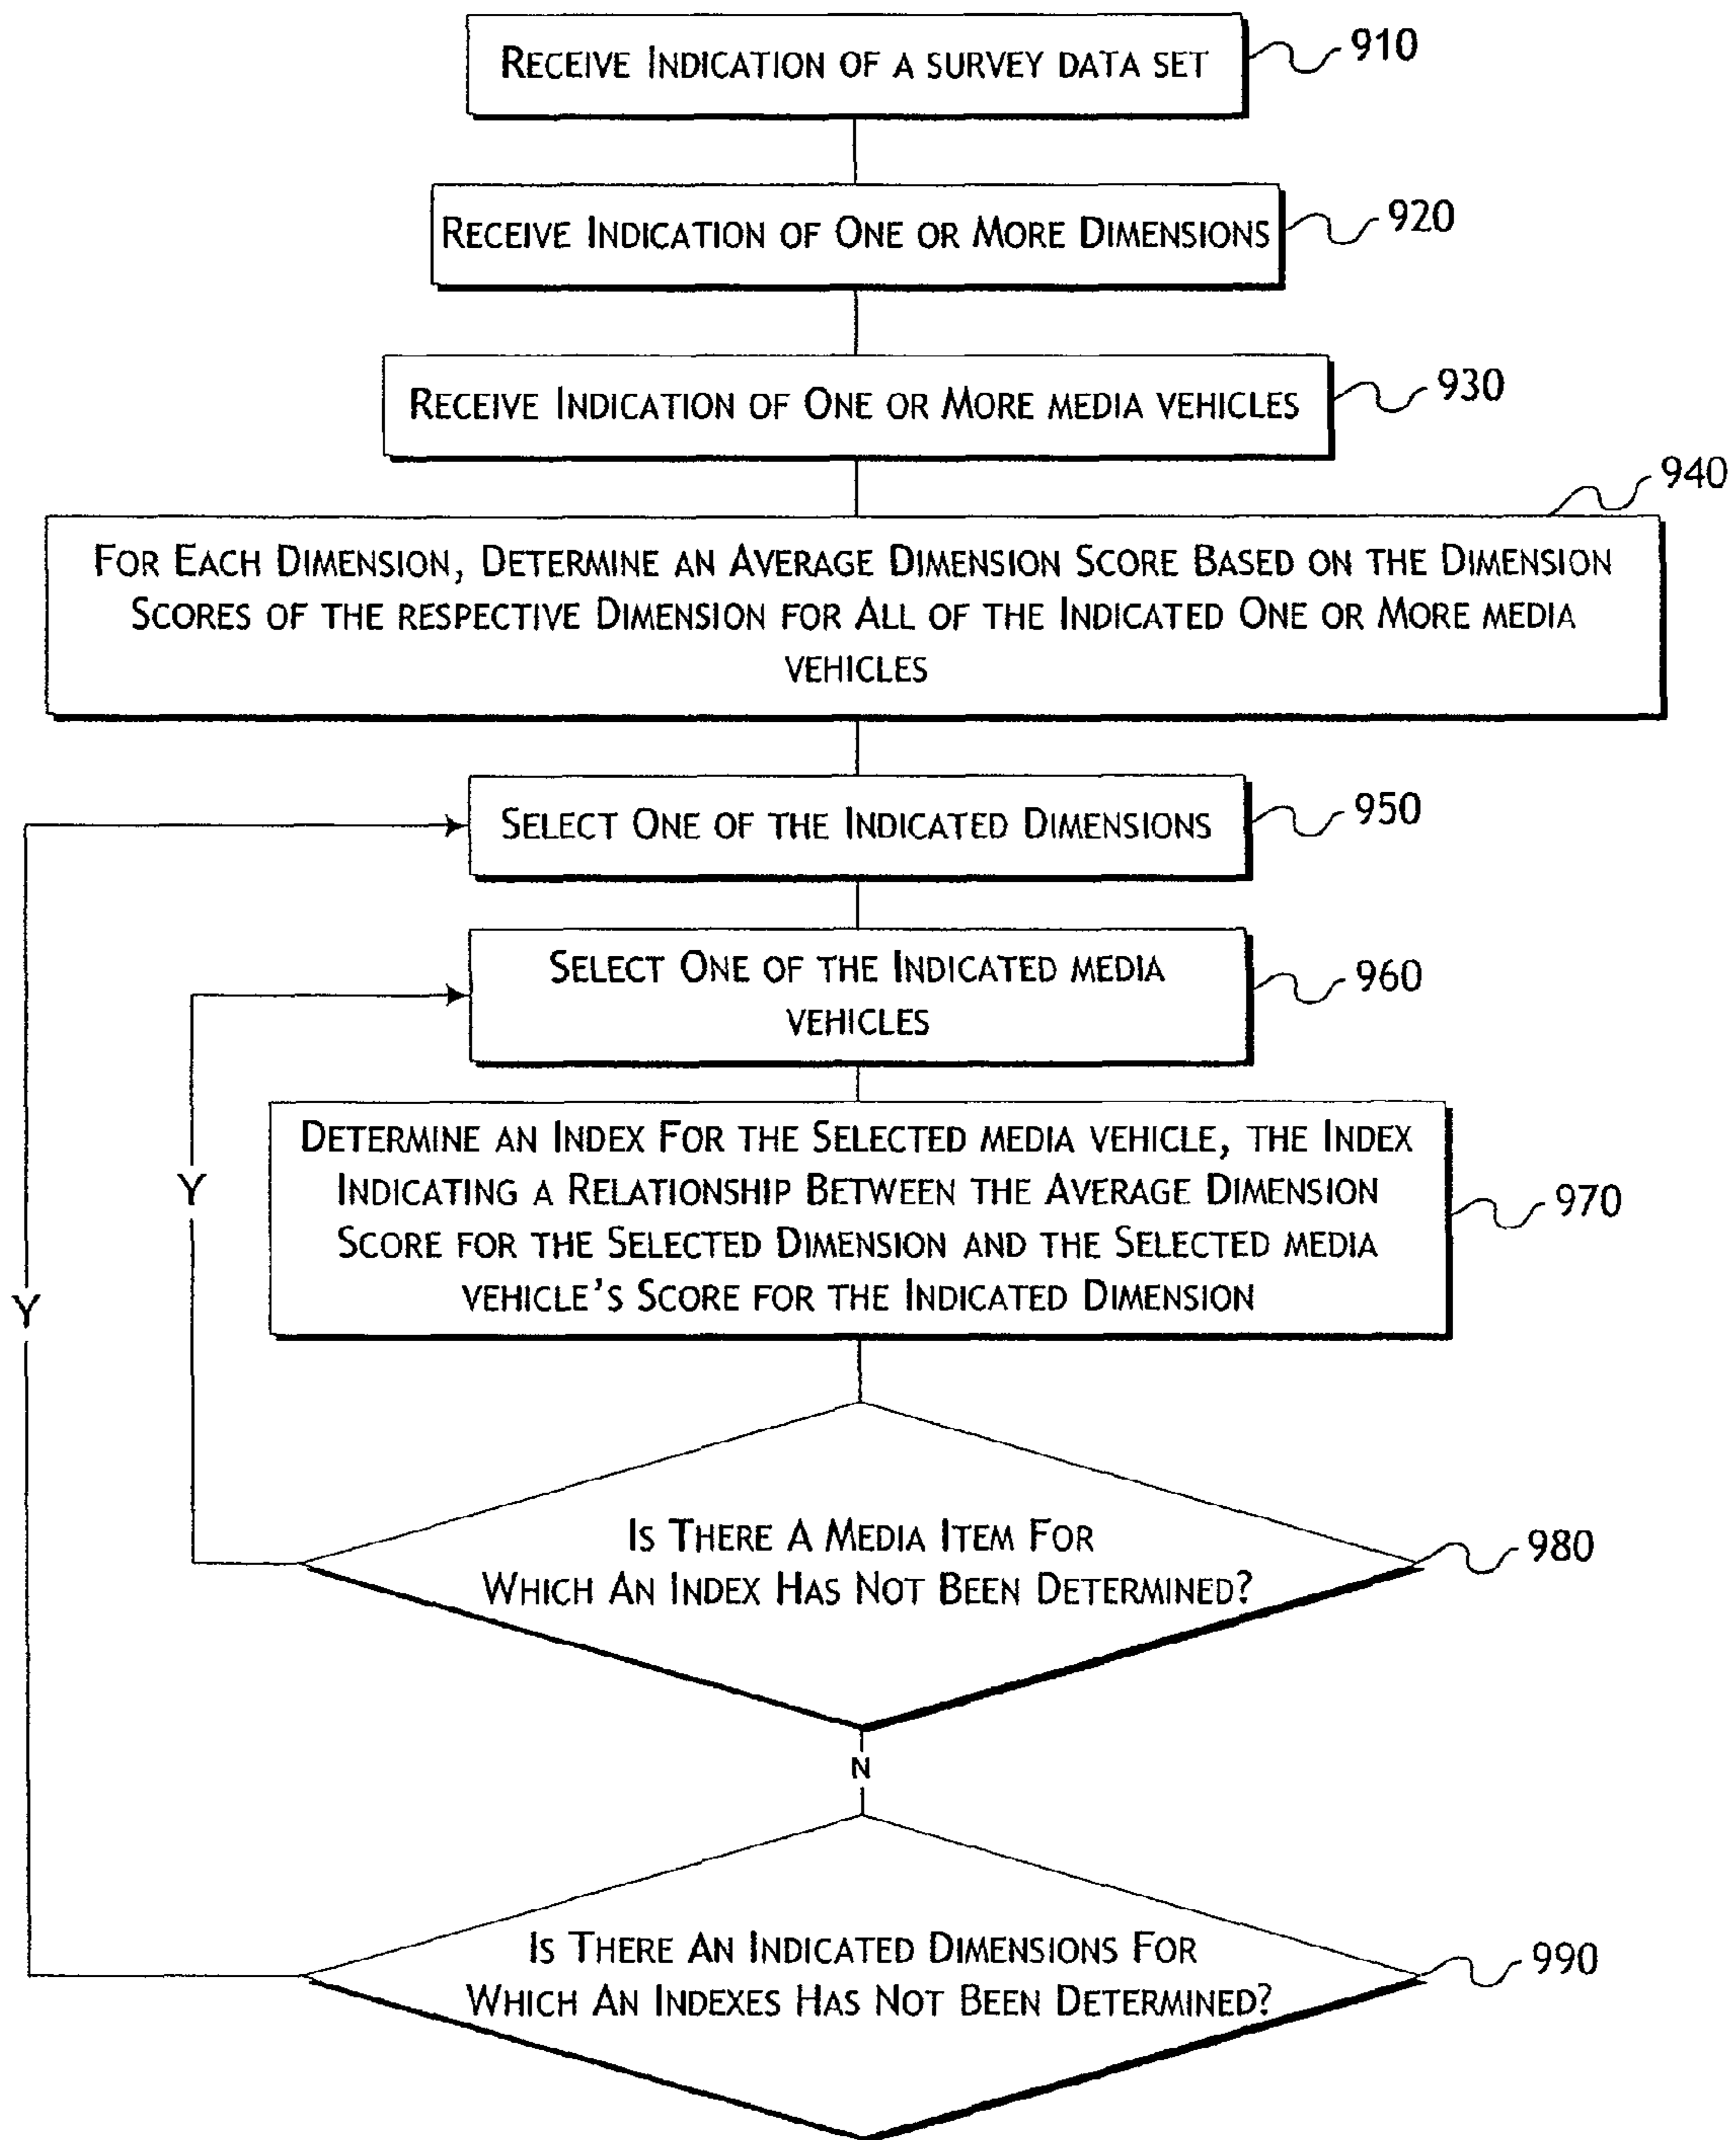 Receive Indication of a survey data set
910
Receive Indication of One or More Dimensions
920
Receive Indication of One or More media vehicles
930
940
For Each Dimension, Determine an Average Dimension Score Based on the Dimension
Scores of the respective Dimension for All of the Indicated One or More media
vehicles
Select One of the Indicated Dimensions
950
Select One of the Indicated media
vehicles
960
Determine an Index For the Selected media vehicle, the Index
Indicating a Relationship Between the Average Dimension
Score for the Selected Dimension and the Selected media
vehicle's Score for the Indicated Dimension
970
Y
Y
Is There A Media Item For
Which An Index Has Not Been Determined?
980
N
Is There An Indicated Dimensions For
Which An Indexes Has Not Been Determined?
990